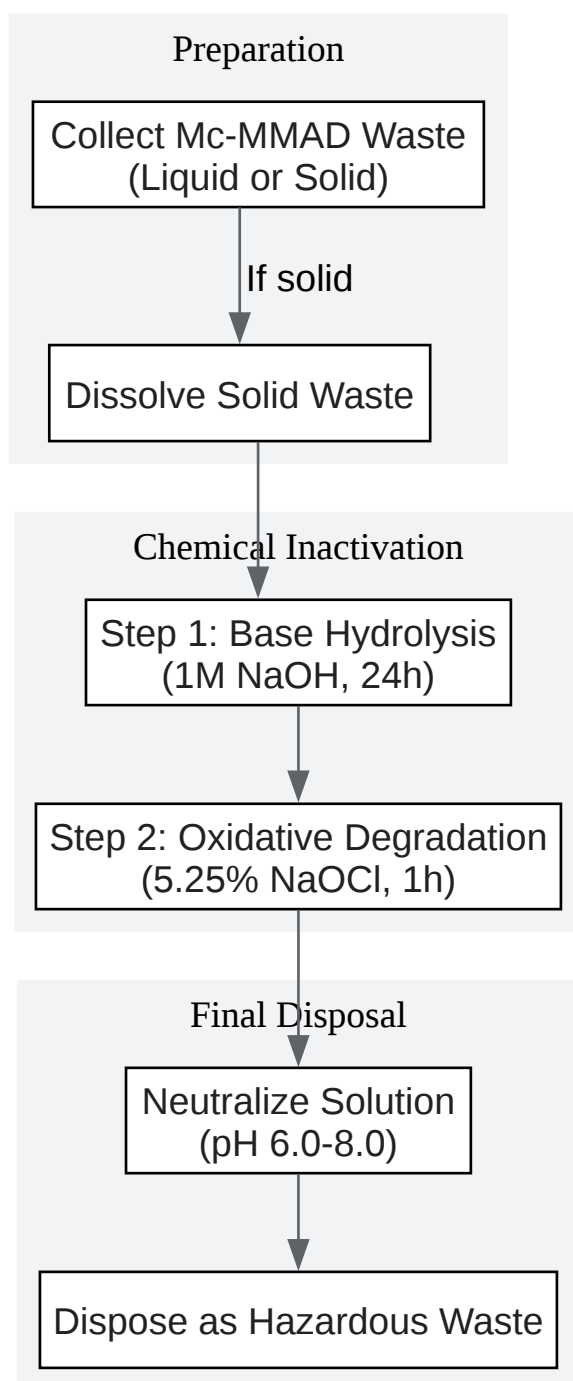 Preparation
Collect Mc-MMAD Waste
(Liquid or Solid)
If solid
Dissolve Solid Waste
Chemical Inactivation
Step 1: Base Hydrolysis
(1M NaOH, 24h)
Step 2: Oxidative Degradation
(5.25% NaOCl, 1h)
Final Disposal
Neutralize Solution
(pH 6.0-8.0)
Dispose as Hazardous Waste